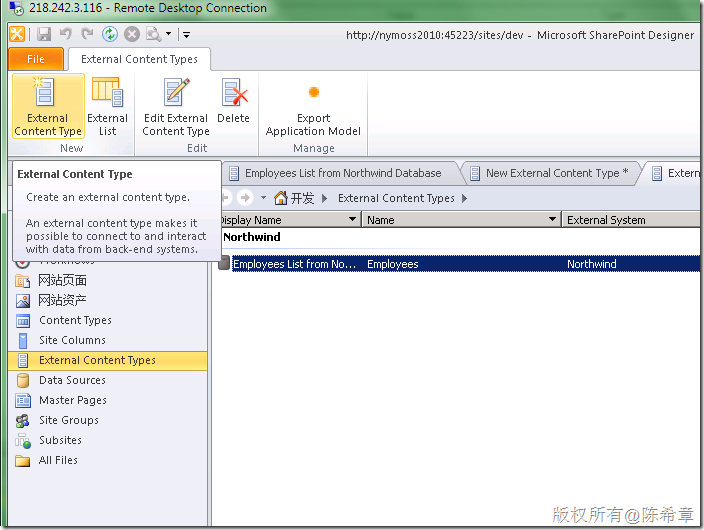 218.242.3.116 - Remote Desktop Connection
http://nymoss2010:45223/sites/dev - Microsoft SharePoint Designer
File
External Content Types
External Content Type
External List
Edit External Content Type
Delete
Export Application Model
New
Edit
Manage
External Content Type
Create an external content type.
An external content type makes it
possible to connect to and interact
with data from back-end systems.
Employees List from Northwind Database
New External Content Type *
Extern
开发
External Content Types
Display Name
Name
External System
Northwind
Employees List from No...
Employees
Northwind
网站页面
网站资产
Content Types
Site Columns
External Content Types
Data Sources
Master Pages
Site Groups
Subsites
All Files
版权所有@陈希章